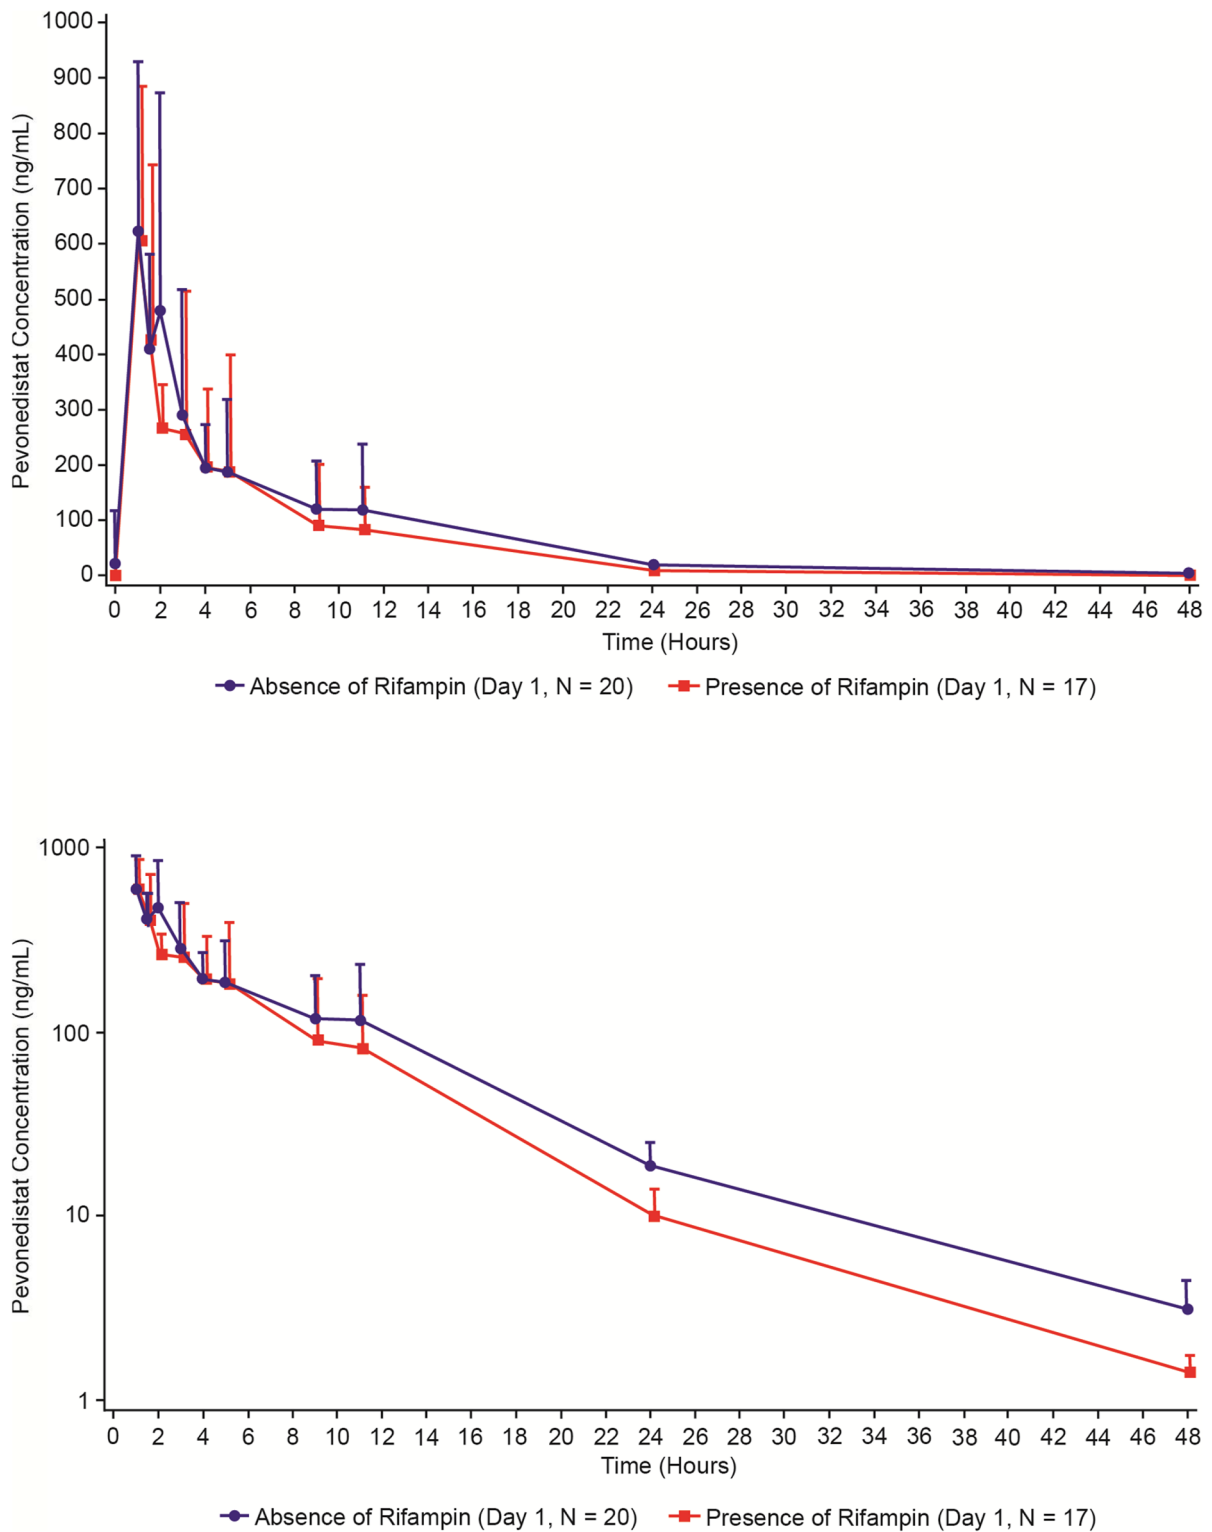 1000
900
800
700
600
500
400
300
200
100
0
Pevonedistat Concentration (ng/mL)
0 2 4 6 8 10 12 14 16 18 20 22 24 26 28 30 32 34 36 38 40 42 44 46 48
Time (Hours)
Absence of Rifampin (Day 1, N = 20) Presence of Rifampin (Day 1, N = 17)
1000
100
10
1
Pevonedistat Concentration (ng/mL)
0 2 4 6 8 10 12 14 16 18 20 22 24 26 28 30 32 34 36 38 40 42 44 46 48
Time (Hours)
Absence of Rifampin (Day 1, N = 20) Presence of Rifampin (Day 1, N = 17)